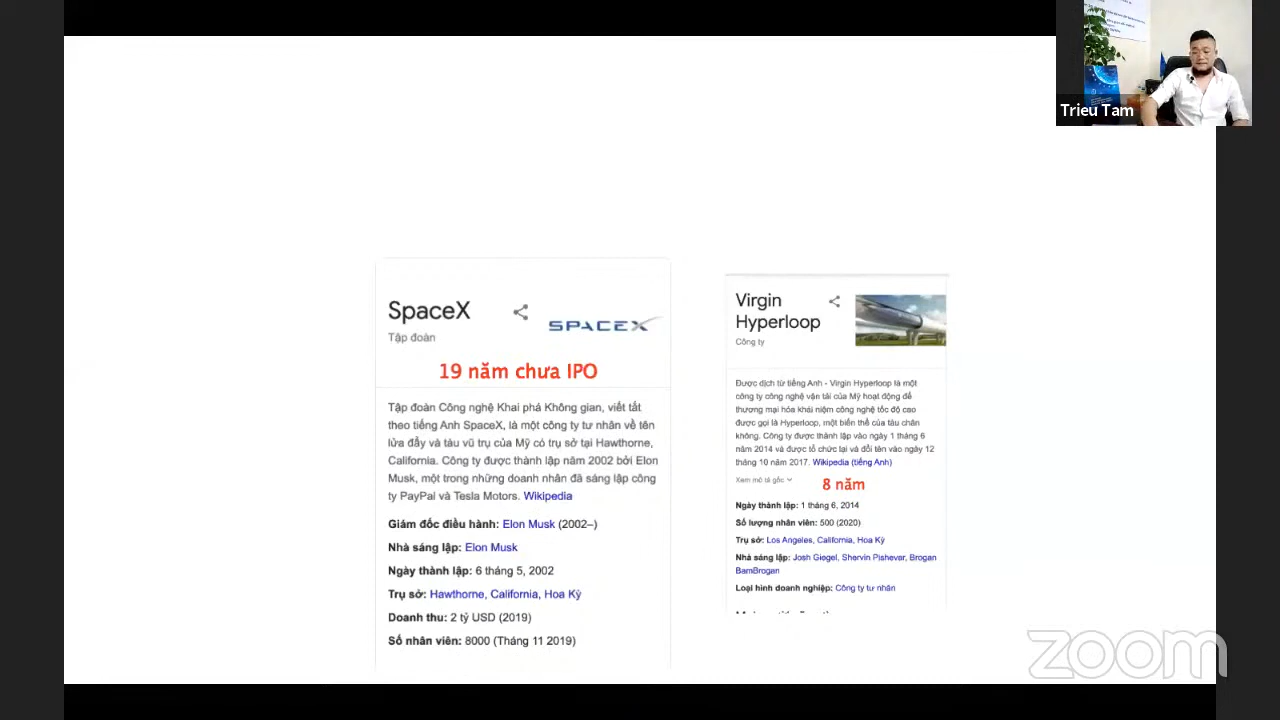 Trieu Tam
SpaceX
SPACEX
Tập đoàn
19 năm chưa IPO
Tập đoàn Công nghệ Khai phá Không gian, viết tắt
theo tiếng Anh SpaceX, là một công ty tư nhân về tên
lửa đẩy và tàu vũ trụ của Mỹ có trụ sở tại Hawthorne,
California. Công ty được thành lập năm 2002 bởi Elon
Musk, một trong những doanh nhân đã sáng lập công
ty PayPal và Tesla Motors. Wikipedia
Giám đốc điều hành: Elon Musk (2002–)
Nhà sáng lập: Elon Musk
Ngày thành lập: 6 tháng 5, 2002
Trụ sở: Hawthorne, California, Hoa Kỳ
Doanh thu: 2 tỷ USD (2019)
Số nhân viên: 8000 (Tháng 11 2019)
Virgin
Hyperloop
Công ty
Được dịch từ tiếng Anh - Virgin Hyperloop là một
công ty công nghệ vận tải của Mỹ hoạt động để
thương mại hóa khái niệm công nghệ tốc độ cao
được gọi là Hyperloop, một biến thể của tàu chân
không. Công ty được thành lập vào ngày 1 tháng 6
năm 2014 và được tổ chức lại và đổi tên vào ngày 12
tháng 10 năm 2017. Wikipedia (tiếng Anh)
Xem mô tả gốc
8 năm
Ngày thành lập: 1 tháng 6, 2014
Số lượng nhân viên: 500 (2020)
Trụ sở: Los Angeles, California, Hoa Kỳ
Nhà sáng lập: Josh Giegel, Shervin Pishevar, Brogan
BamBrogan
Loại hình doanh nghiệp: Công ty tư nhân
zoom